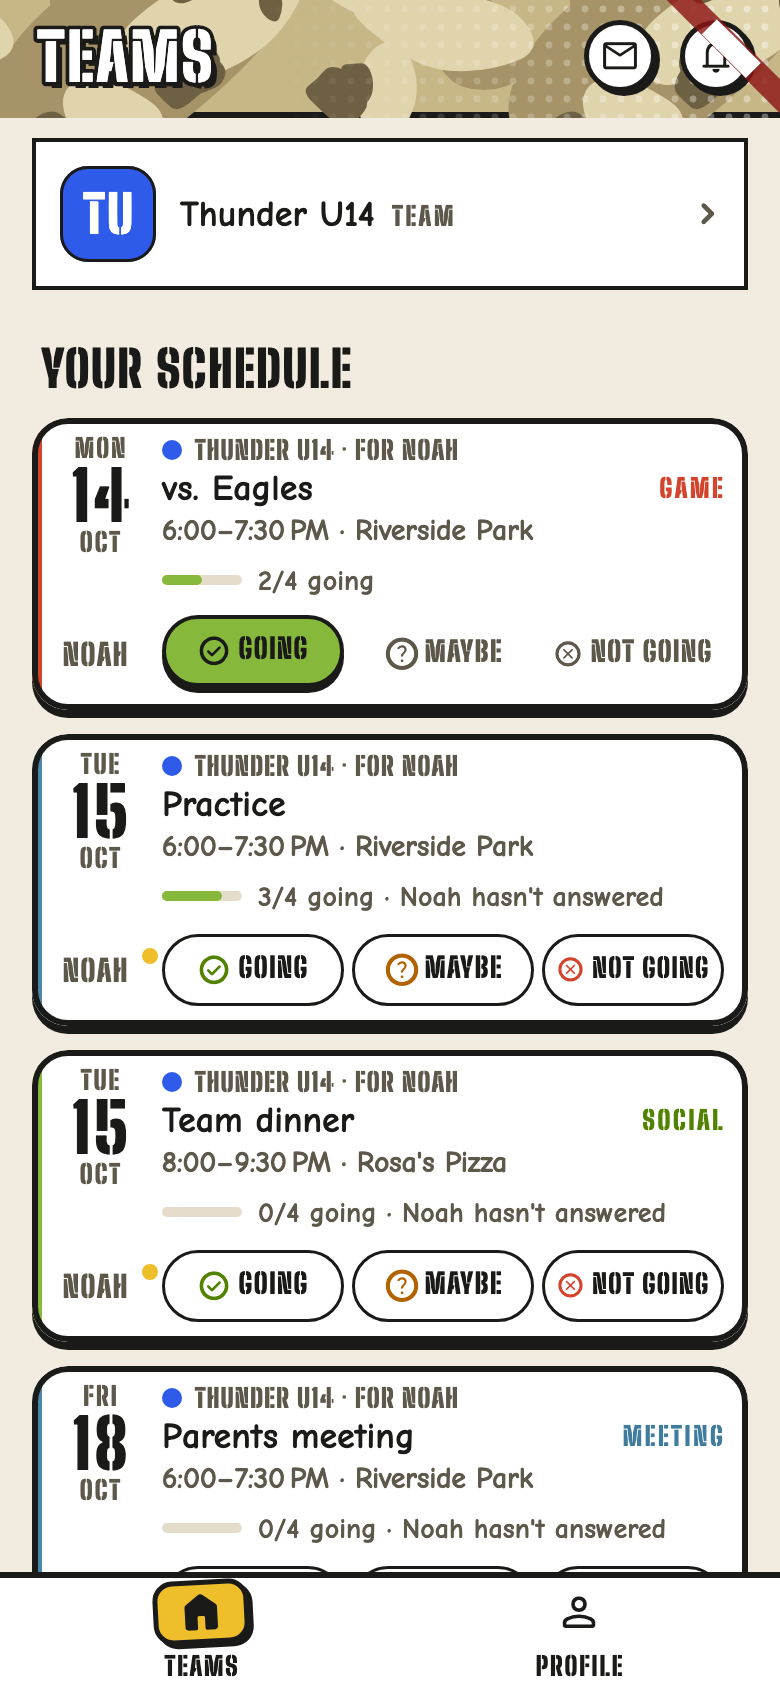 TEAMS
TU
Thunder U14 TEAM
YOUR SCHEDULE
MON
14
OCT
THUNDER U14 · FOR NOAH
vs. Eagles
GAME
6:00–7:30 PM · Riverside Park
2/4 going
NOAH
GOING
MAYBE
NOT GOING
TUE
15
OCT
THUNDER U14 · FOR NOAH
Practice
6:00–7:30 PM · Riverside Park
3/4 going · Noah hasn't answered
NOAH
GOING
MAYBE
NOT GOING
TUE
15
OCT
THUNDER U14 · FOR NOAH
Team dinner
SOCIAL
8:00–9:30 PM · Rosa's Pizza
0/4 going · Noah hasn't answered
NOAH
GOING
MAYBE
NOT GOING
FRI
18
OCT
THUNDER U14 · FOR NOAH
Parents meeting
MEETING
6:00–7:30 PM · Riverside Park
0/4 going · Noah hasn't answered
TEAMS
PROFILE